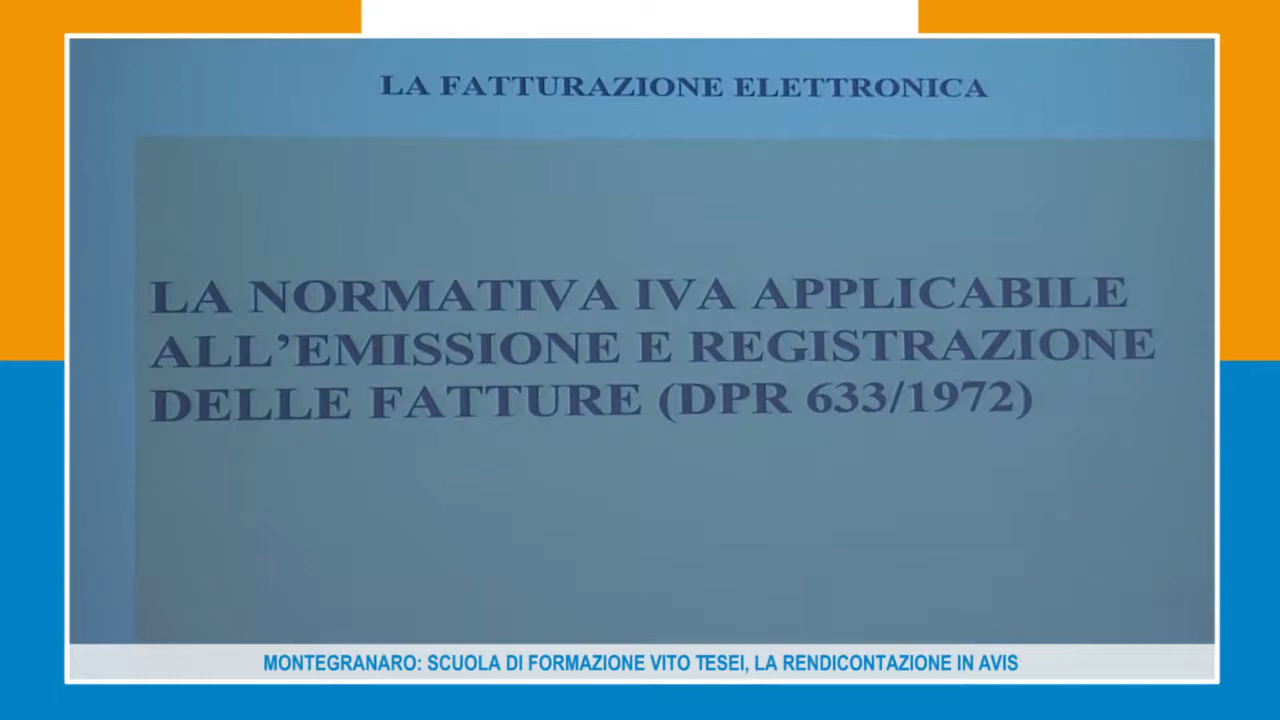 LA FATTURAZIONE ELETTRONICA
LA NORMATIVA IVA APPLICABILE
ALL'EMISSIONE E REGISTRAZIONE
DELLE FATTURE (DPR 633/1972)
MONTEGRANARO: SCUOLA DI FORMAZIONE VITO TESEI, LA RENDICONTAZIONE IN AVIS